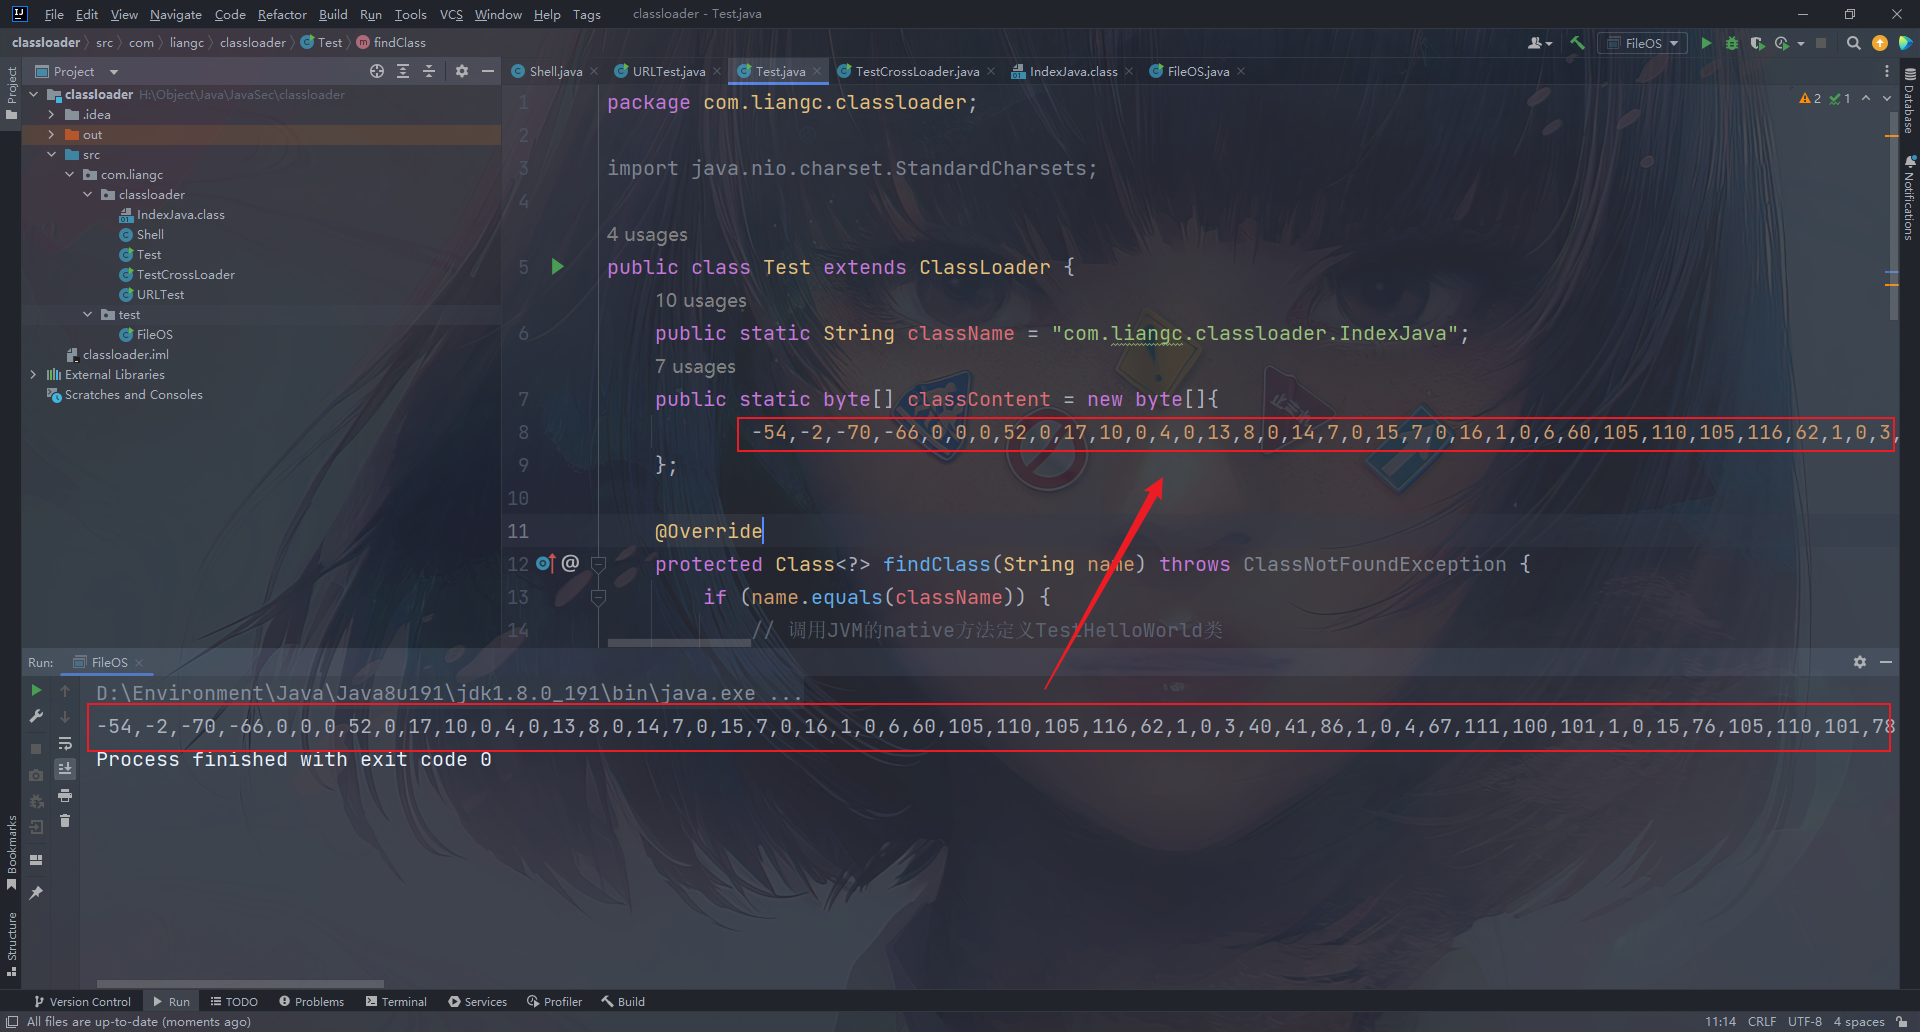 File Edit View Navigate Code Refactor Build Run Tools VCS Window Help Tags classloader - Test.java
classloader src com liangc classloader Test findClass FileOS
Project
Shell.java URLTest.java Test.java TestCrossLoader.java IndexJava.class FileOS.java
Project
Database
Notifications
classloader H:\Object\Java\JavaSec\classloader
.idea
out
src
com.liangc
classloader
IndexJava.class
Shell
Test
TestCrossLoader
URLTest
test
FileOS
classloader.iml
External Libraries
Scratches and Consoles
2 1
1 package com.liangc.classloader;
2
3 import java.nio.charset.StandardCharsets;
4
4 usages
5 public class Test extends ClassLoader {
10 usages
6 public static String className = "com.liangc.classloader.IndexJava";
7 usages
7 public static byte[] classContent = new byte[]{
8 -54,-2,-70,-66,0,0,0,52,0,17,10,0,4,0,13,8,0,14,7,0,15,7,0,16,1,0,6,60,105,110,105,116,62,1,0,3,
9 };
10
11 @Override
12 protected Class<?> findClass(String name) throws ClassNotFoundException {
13 if (name.equals(className)) {
14 // 调用JVM的native方法定义TestHelloWorld类
Run: FileOS
D:\Environment\Java\Java8u191\jdk1.8.0_191\bin\java.exe ...
-54,-2,-70,-66,0,0,0,52,0,17,10,0,4,0,13,8,0,14,7,0,15,7,0,16,1,0,6,60,105,110,105,116,62,1,0,3,40,41,86,1,0,4,67,111,100,101,1,0,15,76,105,110,101,78
Process finished with exit code 0
Bookmarks
Structure
Version Control Run TODO Problems Terminal Services Profiler Build
All files are up-to-date (moments ago) 11:14 CRLF UTF-8 4 spaces